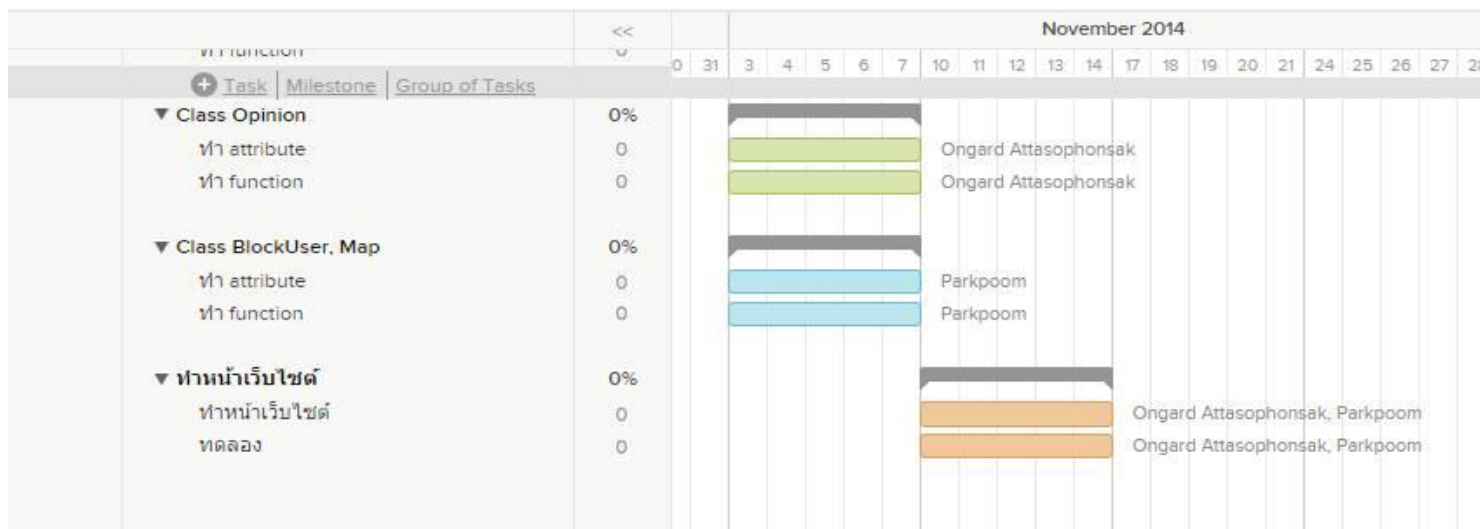 << November 2014
ทำ function 0
31 3 4 5 6 7 10 11 12 13 14 17 18 19 20 21 24 25 26 27
Task Milestone Group of Tasks
Class Opinion 0%
ทำ attribute 0 Ongard Attasophonsak
ทำ function 0 Ongard Attasophonsak
Class BlockUser, Map 0%
ทำ attribute 0 Parkpoom
ทำ function 0 Parkpoom
ทำหน้าเว็บไซต์ 0%
ทำหน้าเว็บไซต์ 0 Ongard Attasophonsak, Parkpoom
ทดลอง 0 Ongard Attasophonsak, Parkpoom